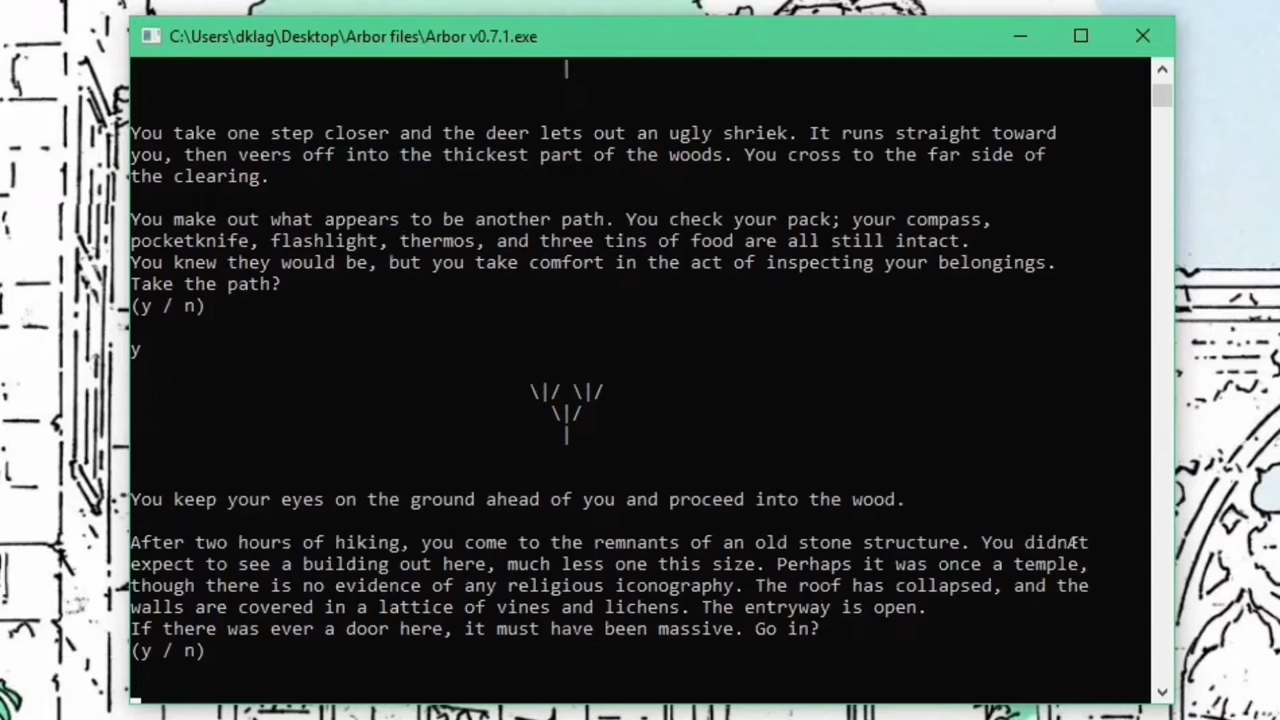 C:\Users\dklag\Desktop\Arbor files\Arbor v0.7.1.exe
|
You take one step closer and the deer lets out an ugly shriek. It runs straight toward
you, then veers off into the thickest part of the woods. You cross to the far side of
the clearing.
You make out what appears to be another path. You check your pack; your compass,
pocketknife, flashlight, thermos, and three tins of food are all still intact.
You knew they would be, but you take comfort in the act of inspecting your belongings.
Take the path?
(y / n)
y
\|/ \|/
\|/
|
You keep your eyes on the ground ahead of you and proceed into the wood.
After two hours of hiking, you come to the remnants of an old stone structure. You didnÆt
expect to see a building out here, much less one this size. Perhaps it was once a temple,
though there is no evidence of any religious iconography. The roof has collapsed, and the
walls are covered in a lattice of vines and lichens. The entryway is open.
If there was ever a door here, it must have been massive. Go in?
(y / n)